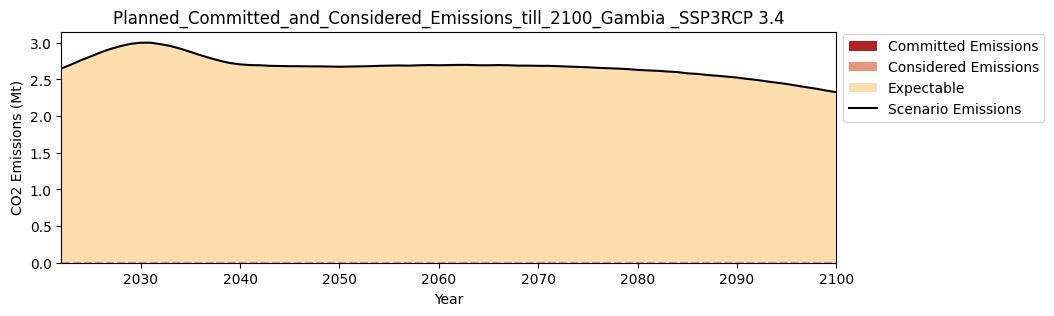 Planned_Committed_and_Considered_Emissions_till_2100_Gambia _SSP3RCP 3.4
3.0
2.5
2.0
1.5
1.0
0.5
0.0
CO2 Emissions (Mt)
2030 2040 2050 2060 2070 2080 2090 2100
Year
Committed Emissions
Considered Emissions
Expectable
Scenario Emissions